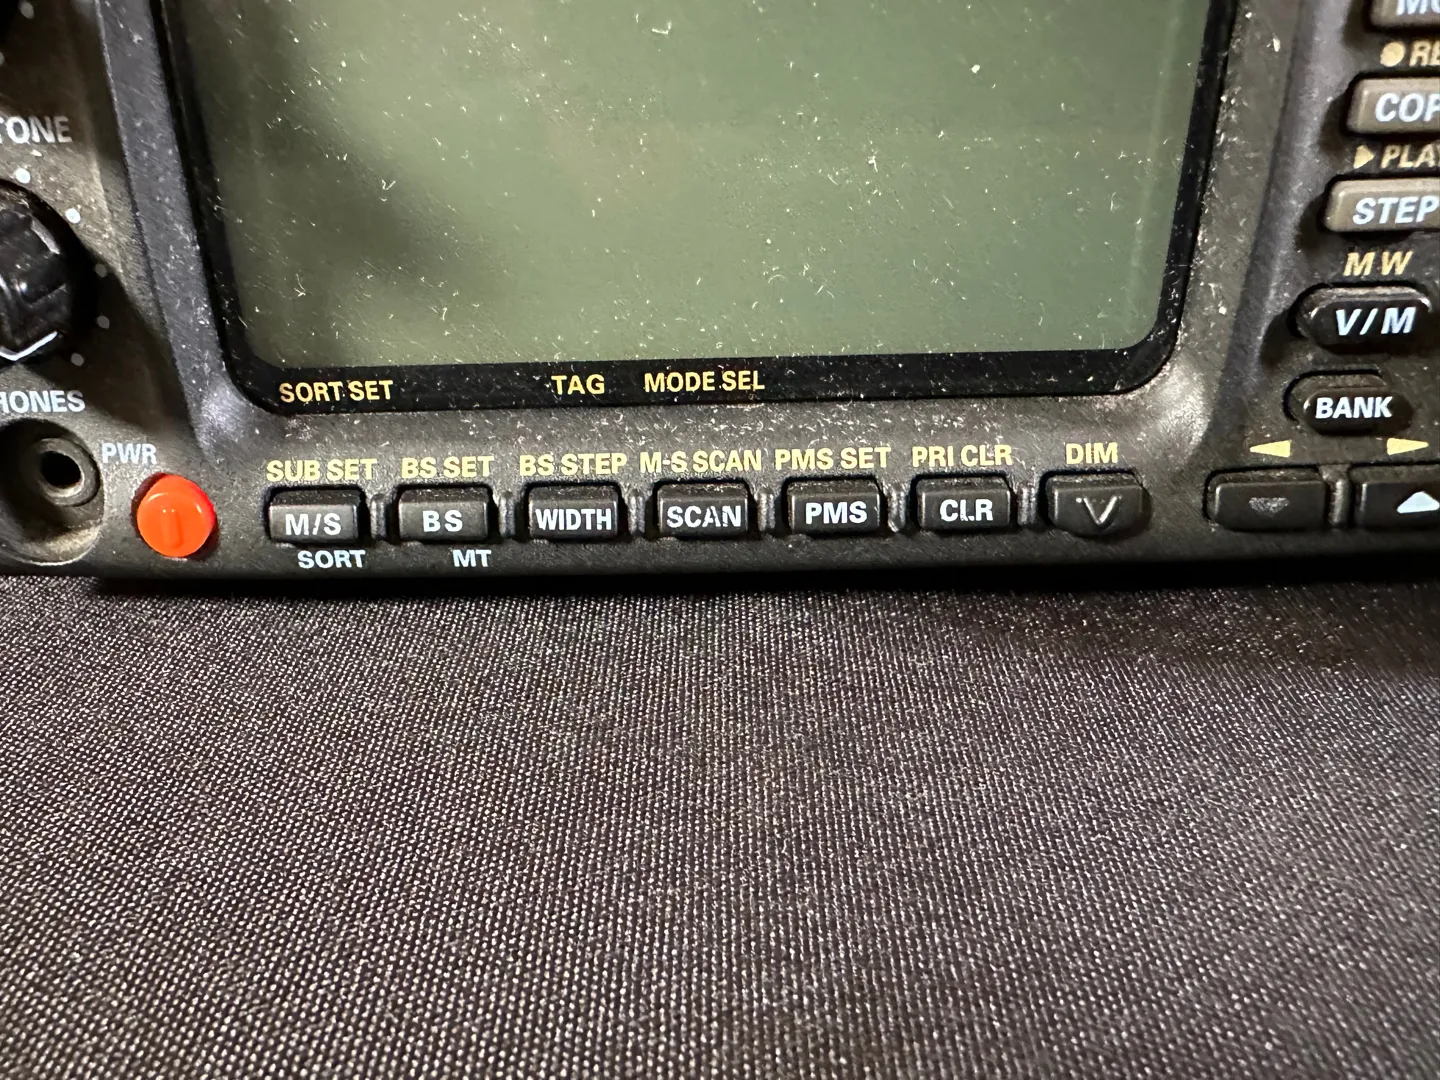 TONE
HONES
PWR
SORT SET TAG MODE SEL
SUB SET BS SET BS STEP M-S SCAN PMS SET PRI CLR DIM
M/S BS WIDTH SCAN PMS CLR V
SORT MT
COP
PLAY
STEP
MW
V/M
BANK